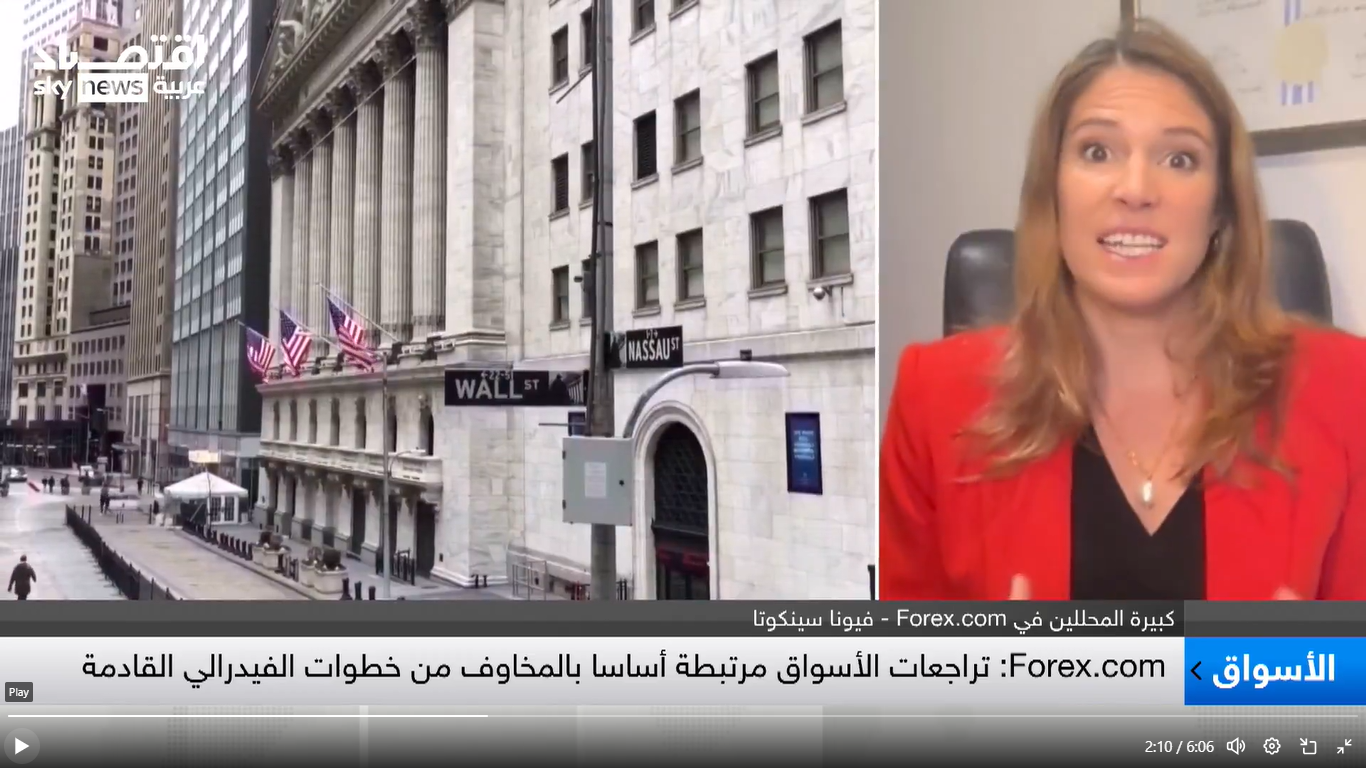 اقتصاد
sky news عربية
NASSAU ST
WALL ST
كبيرة المحللين في Forex.com - فيونا سينكوتا
الأسواق
Forex.com: تراجعات الأسواق مرتبطة أساسا بالمخاوف من خطوات الفيدرالي القادمة
Play
2:10 / 6:06